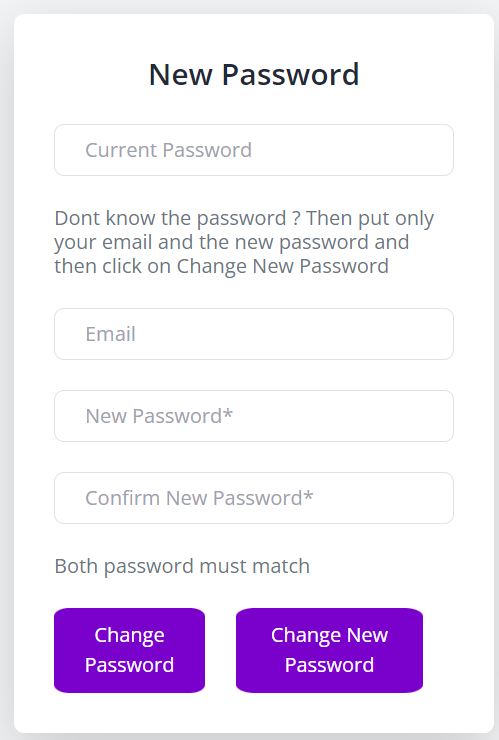 New Password
Current Password
Dont know the password ? Then put only
your email and the new password and
then click on Change New Password
Email
New Password*
Confirm New Password*
Both password must match
Change
Password
Change New
Password